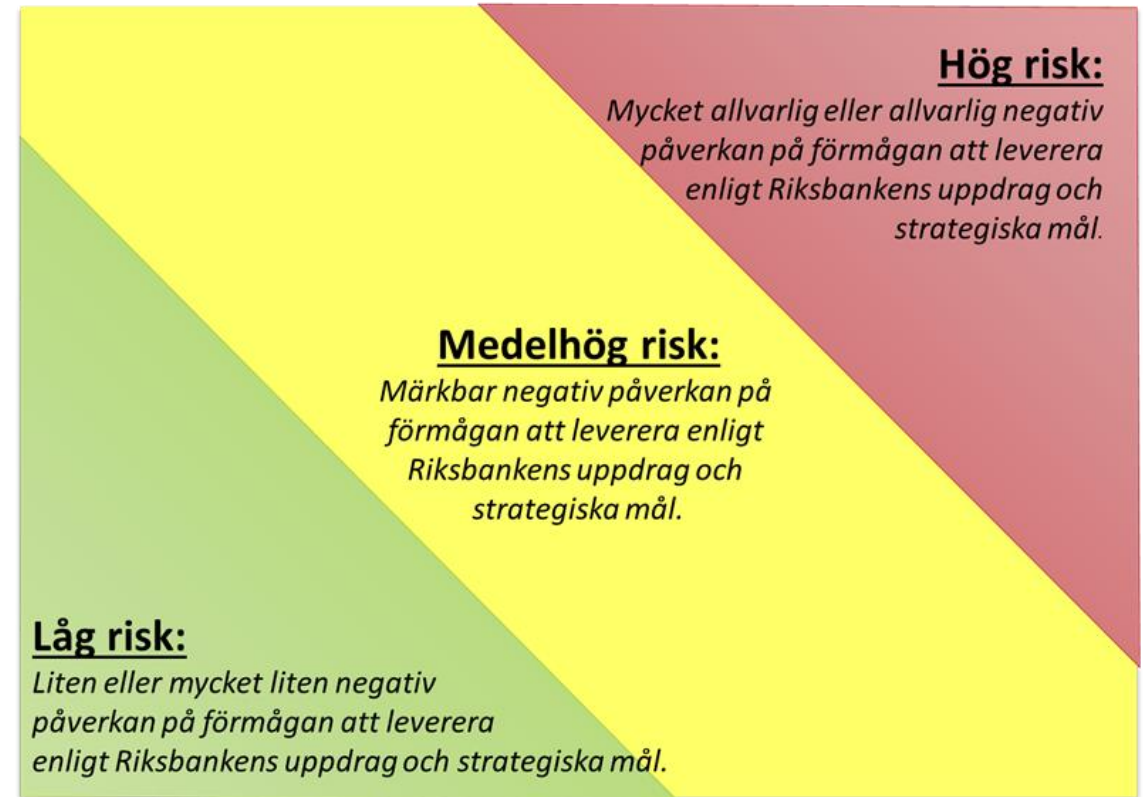 Hög risk:
Mycket allvarlig eller allvarlig negativ
påverkan på förmågan att leverera
enligt Riksbankens uppdrag och
strategiska mål.
Medelhög risk:
Märkbar negativ påverkan på
förmågan att leverera enligt
Riksbankens uppdrag och
strategiska mål.
Låg risk:
Liten eller mycket liten negativ
påverkan på förmågan att leverera
enligt Riksbankens uppdrag och strategiska mål.